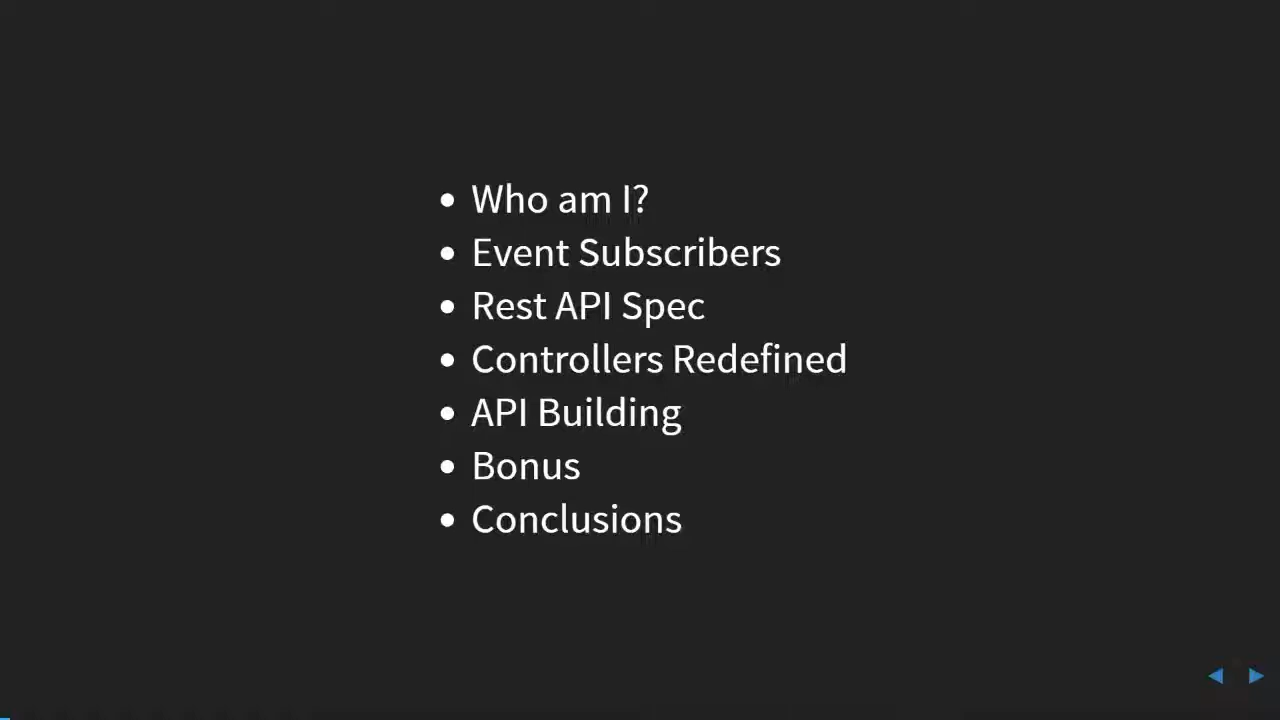 Who am I?
Event Subscribers
Rest API Spec
Controllers Redefined
API Building
Bonus
Conclusions